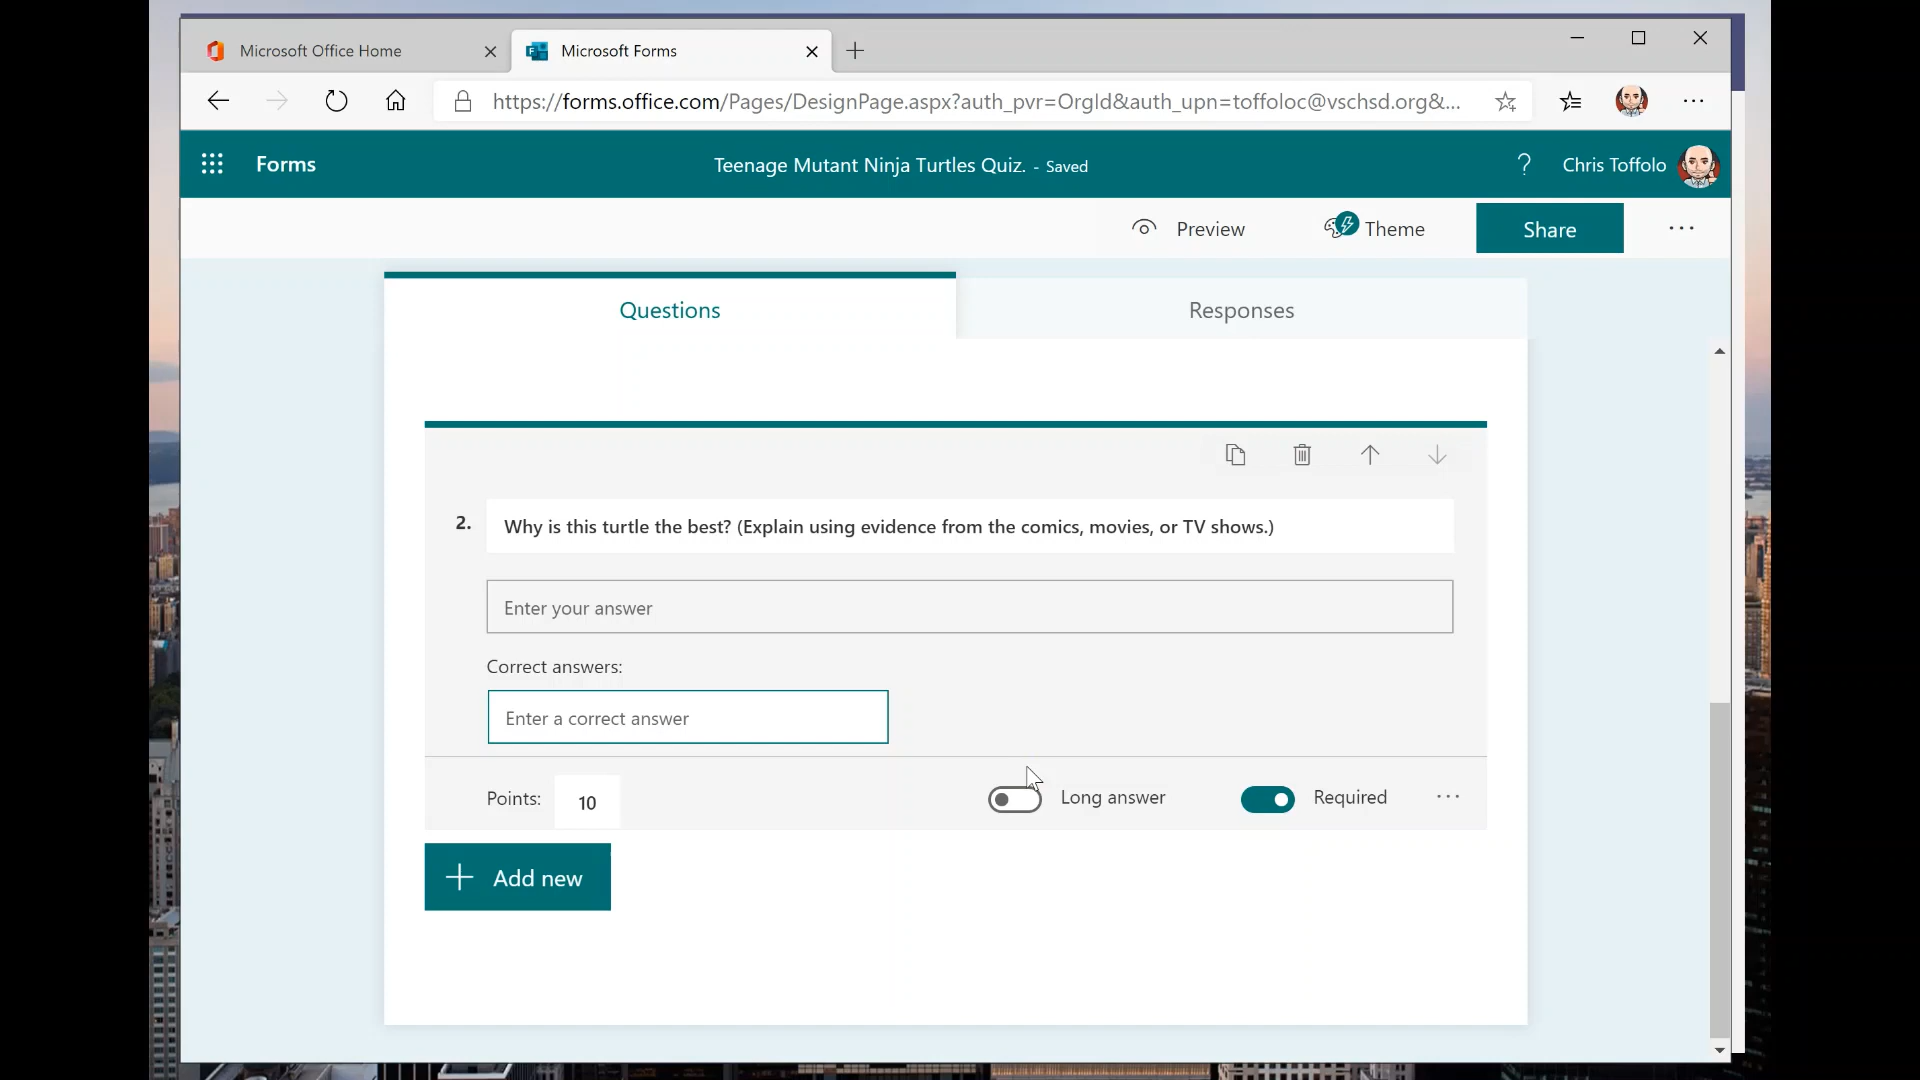 Microsoft Office Home
Microsoft Forms
https://forms.office.com/Pages/DesignPage.aspx?auth_pvr=OrgId&auth_upn=toffoloc@vschsd.org&...
Forms
Teenage Mutant Ninja Turtles Quiz. - Saved
? Chris Toffolo
Preview
Theme
Share
Questions
Responses
2. Why is this turtle the best? (Explain using evidence from the comics, movies, or TV shows.)
Enter your answer
Correct answers:
Enter a correct answer
Points: 10
Long answer
Required
Add new